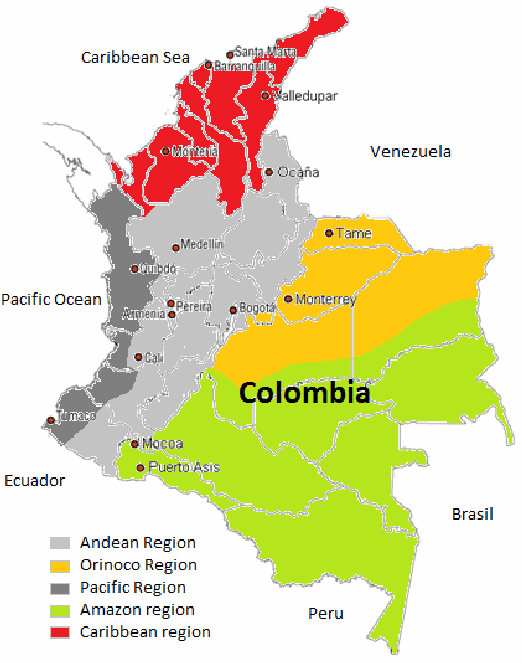 Caribbean Sea
Santa Marta
Barranquilla
Valledupar
Venezuela
Montería
Ocaña
Tame
Medellín
Quibdo
Pacific Ocean
Pereira
Armenia
Bogotá
Monterrey
Cali
Colombia
Tumaco
Mocoa
Puerto Asis
Ecuador
Brasil
Andean Region
Orinoco Region
Pacific Region
Amazon region
Caribbean region
Peru